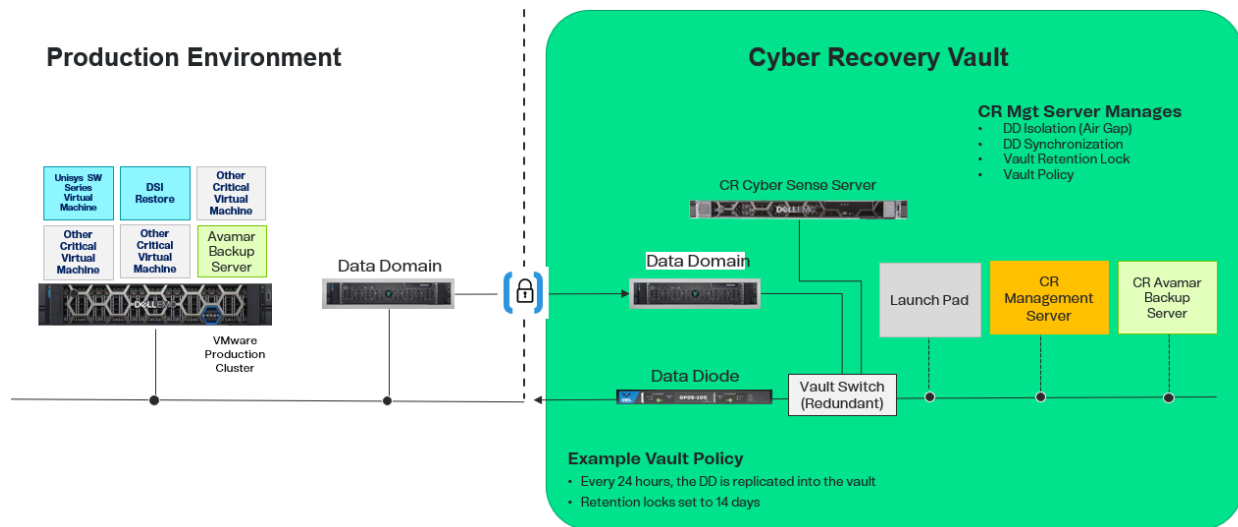 Production Environment
Cyber Recovery Vault
CR Mgt Server Manages
• DD Isolation (Air Gap)
• DD Synchronization
• Vault Retention Lock
• Vault Policy
Unisys SW
Series
Virtual
Machine
DSI
Restore
Other
Critical
Virtual
Machine
Other
Critical
Virtual
Machine
Other
Critical
Virtual
Machine
Avamar
Backup
Server
DELLEMC
VMware
Production
Cluster
Data Domain
CR Cyber Sense Server
DELLEMC
Data Domain
Launch Pad
CR
Management
Server
CR Avamar
Backup
Server
Data Diode
Vault Switch
(Redundant)
Example Vault Policy
• Every 24 hours, the DD is replicated into the vault
• Retention locks set to 14 days